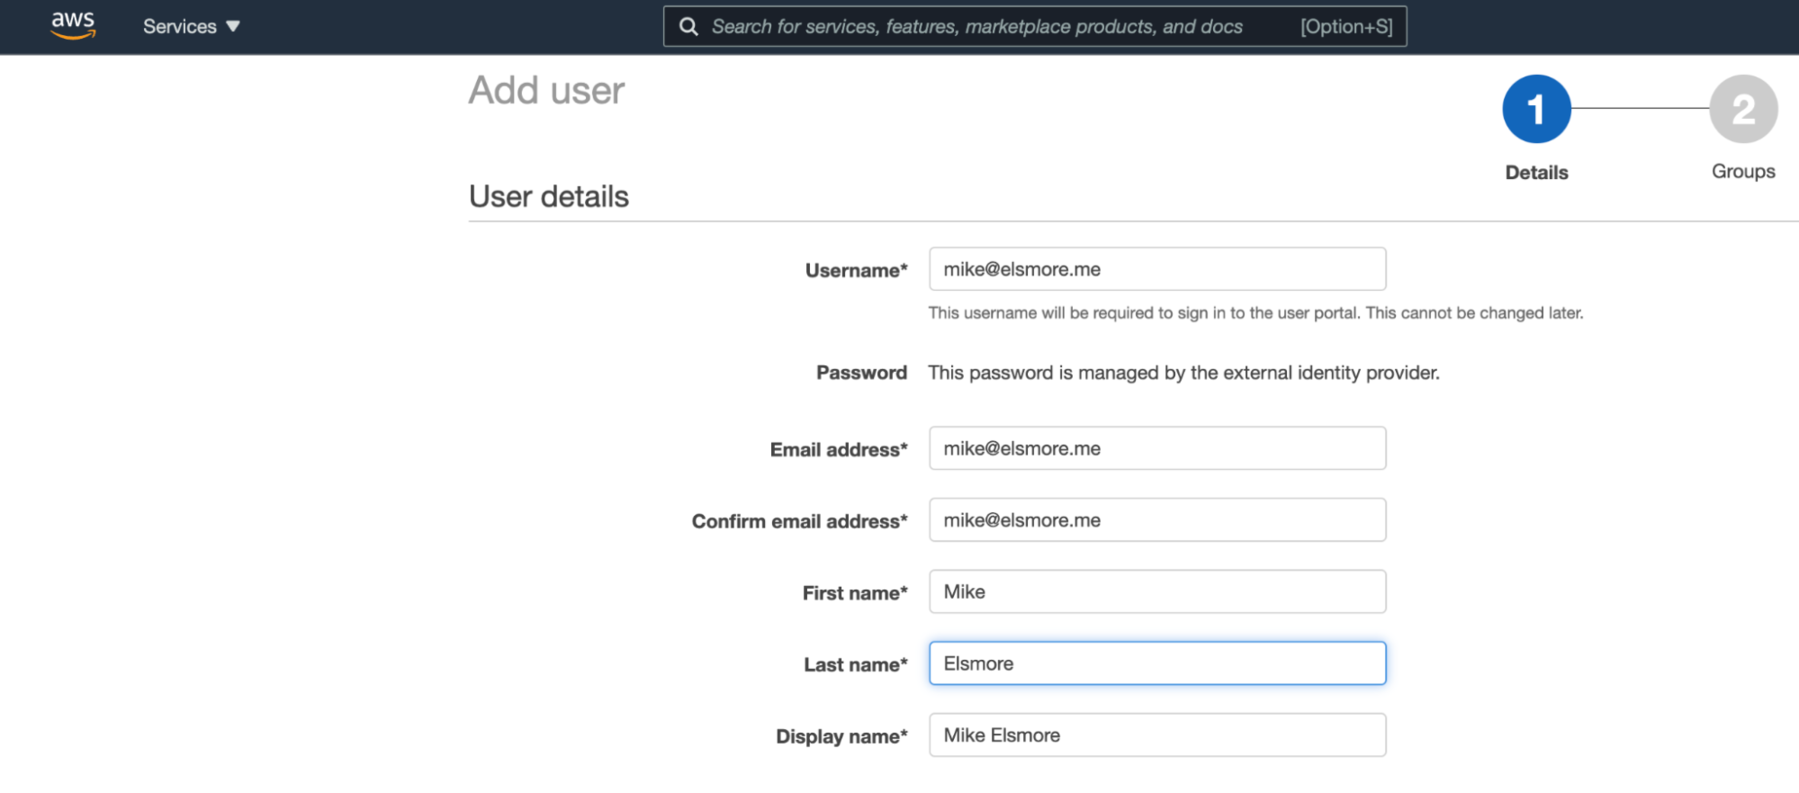 aws Services Search for services, features, marketplace products, and docs [Option+S]
Add user
1 2
Details Groups
User details
Username* mike@elsmore.me
This username will be required to sign in to the user portal. This cannot be changed later.
Password This password is managed by the external identity provider.
Email address* mike@elsmore.me
Confirm email address* mike@elsmore.me
First name* Mike
Last name* Elsmore
Display name* Mike Elsmore